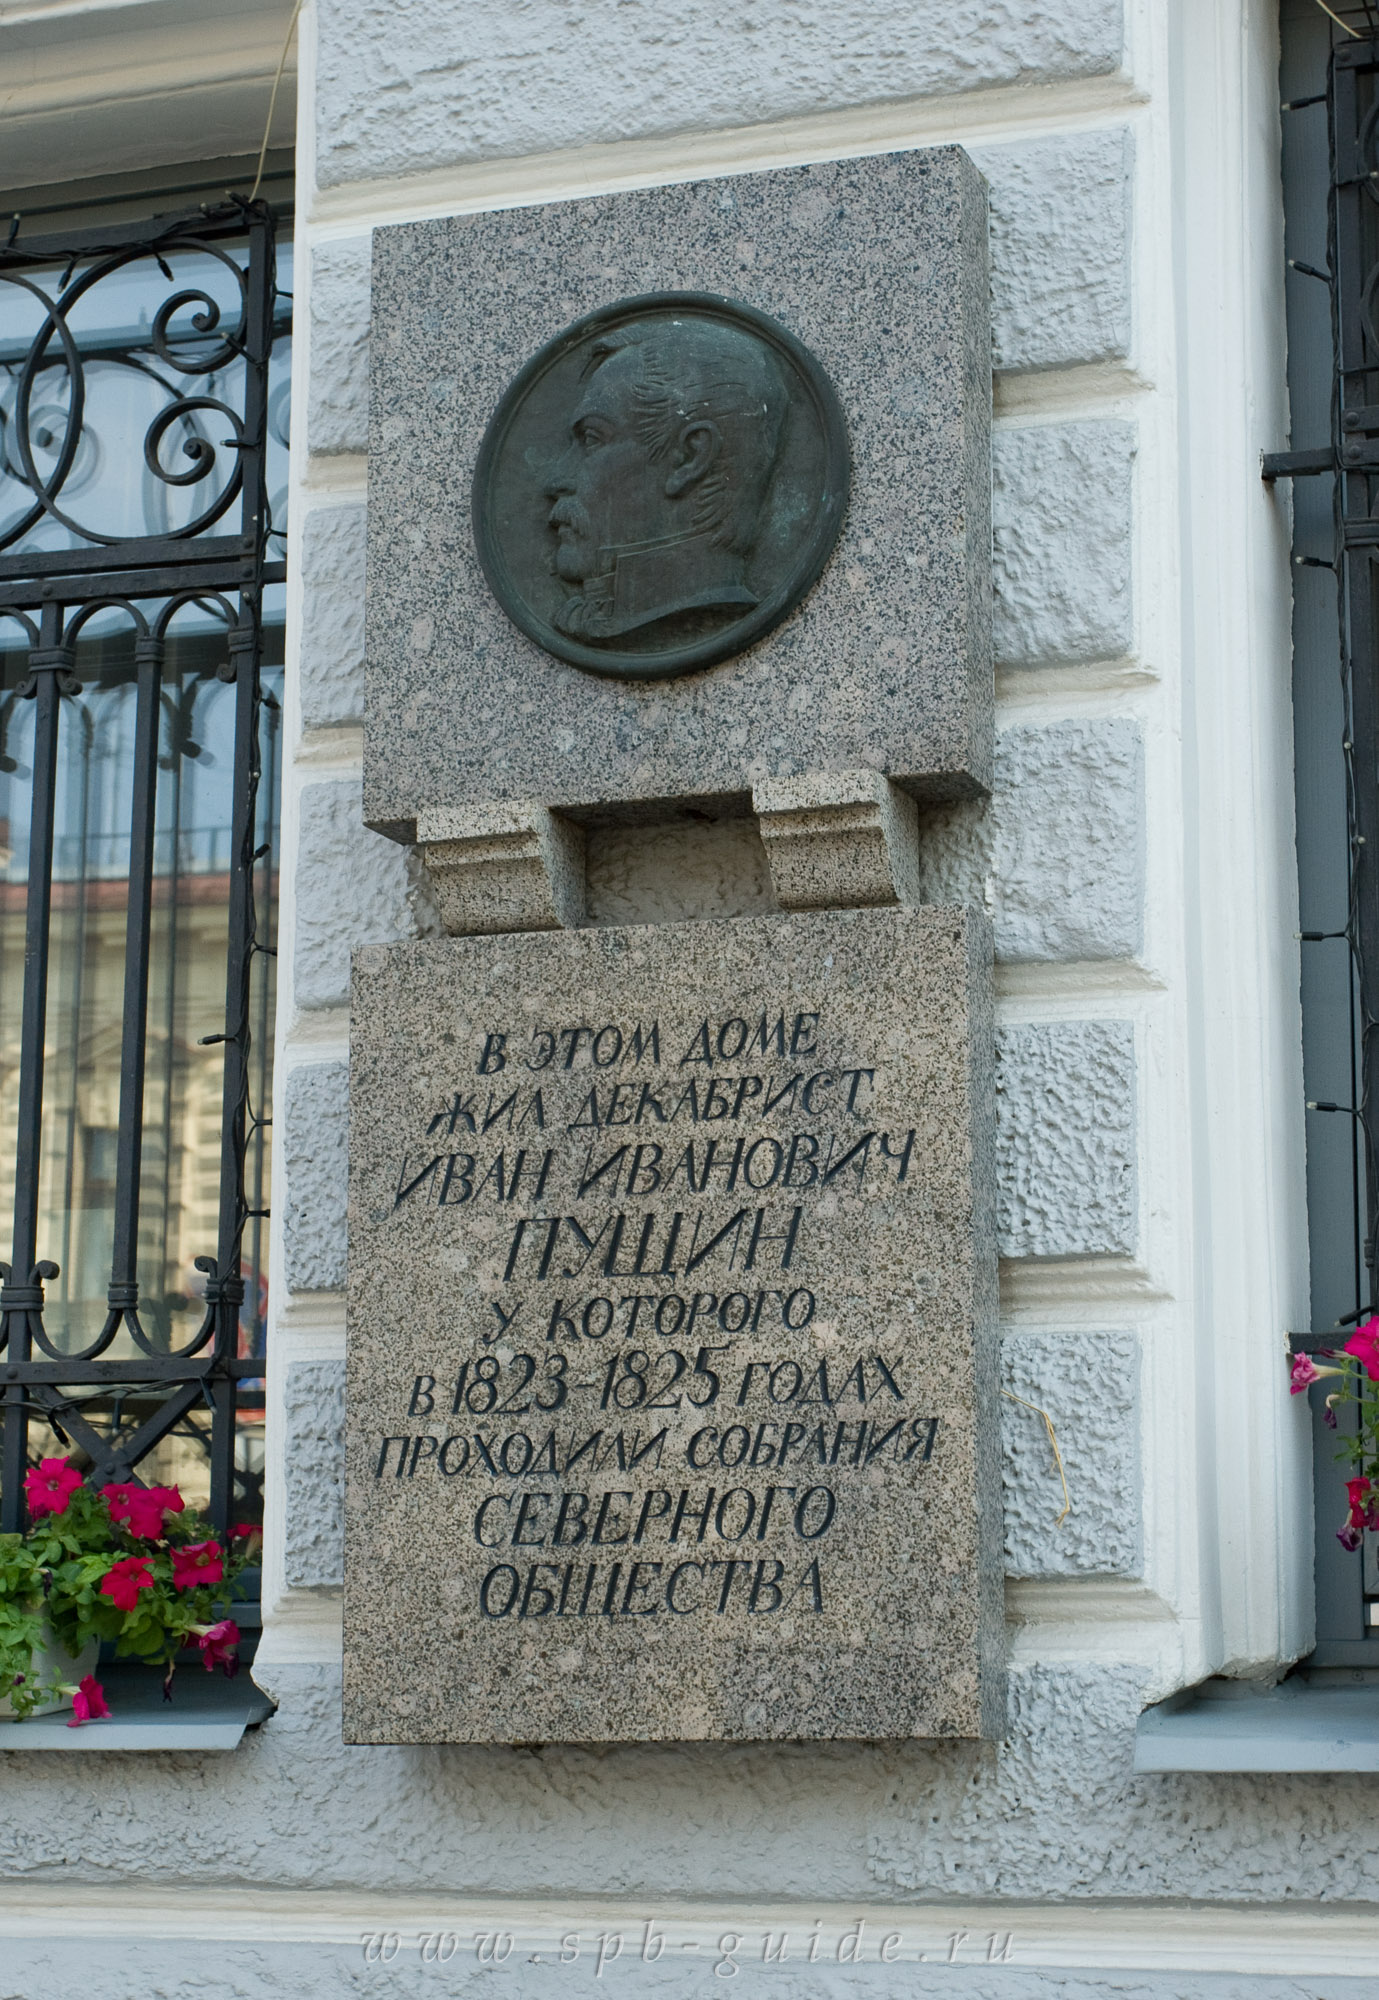 В ЭТОМ ДОМЕ
ЖИЛ ДЕКАБРИСТ
ИВАН ИВАНОВИЧ
ПУЩИН
У КОТОРОГО
В 1823-1825 ГОДАХ
ПРОХОДИЛИ СОБРАНИЯ
СЕВЕРНОГО
ОБЩЕСТВА
www.spb-guide.ru